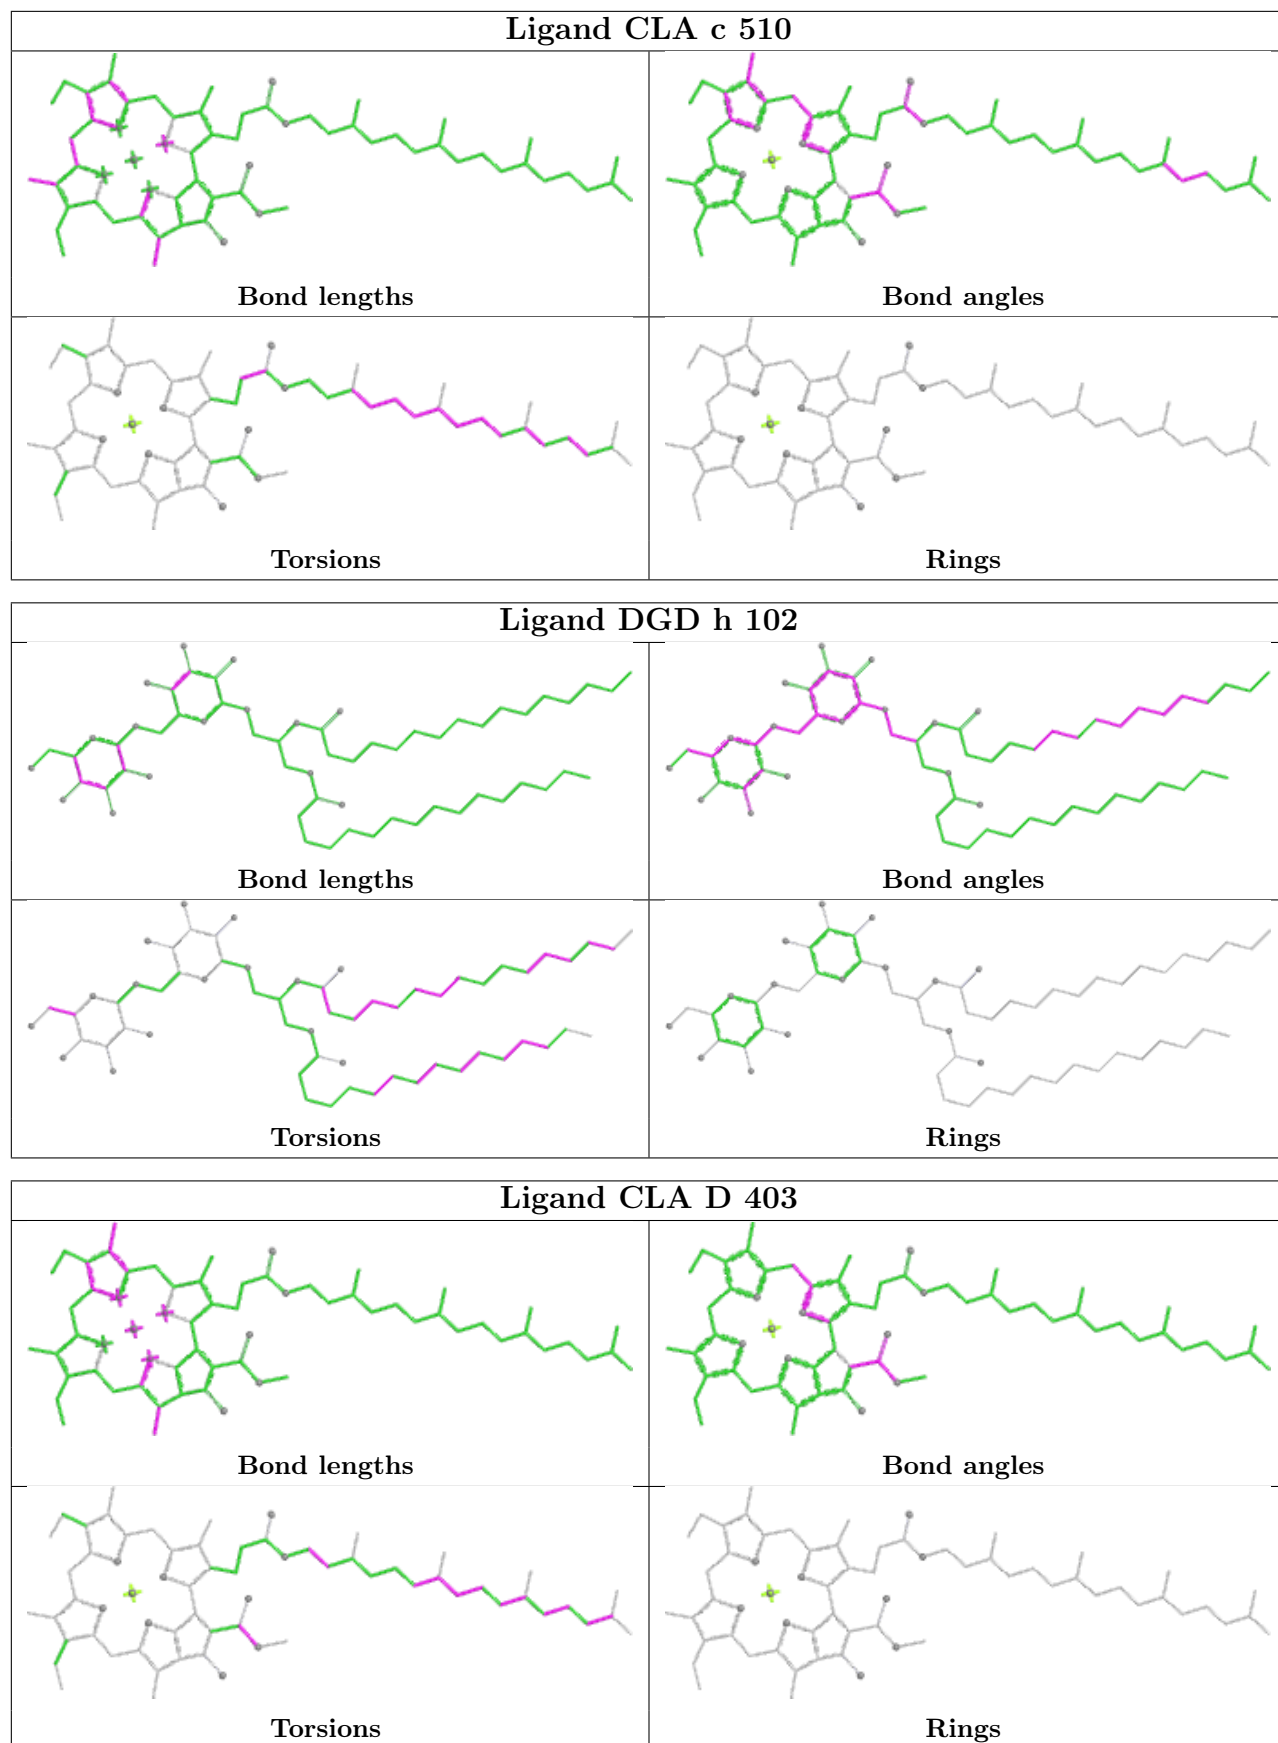 Ligand CLA c 510
Bond lengths
Bond angles
Torsions
Rings
Ligand DGD h 102
Bond lengths
Bond angles
Torsions
Rings
Ligand CLA D 403
Bond lengths
Bond angles
Torsions
Rings